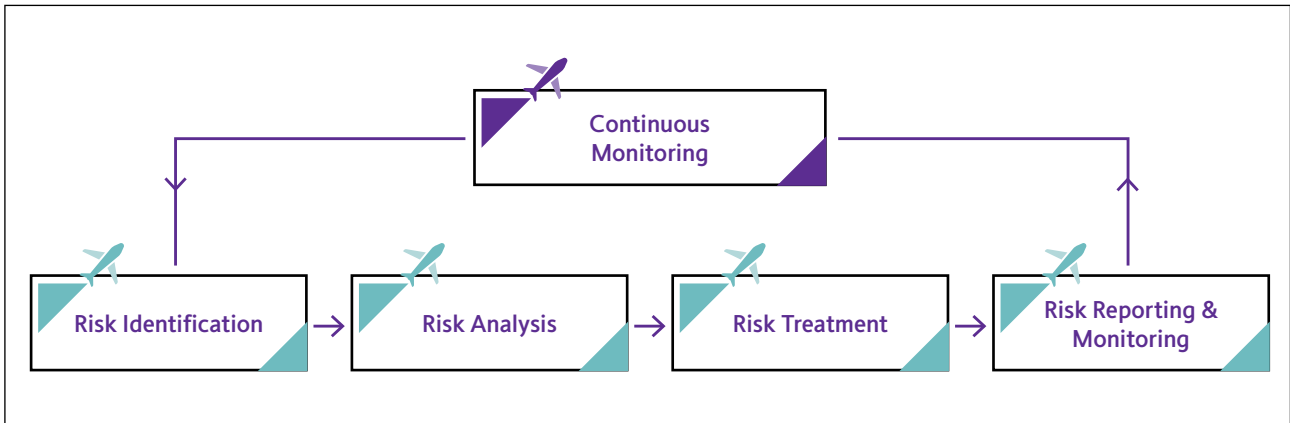 Continuous
Monitoring
Risk Identification
Risk Analysis
Risk Treatment
Risk Reporting &
Monitoring